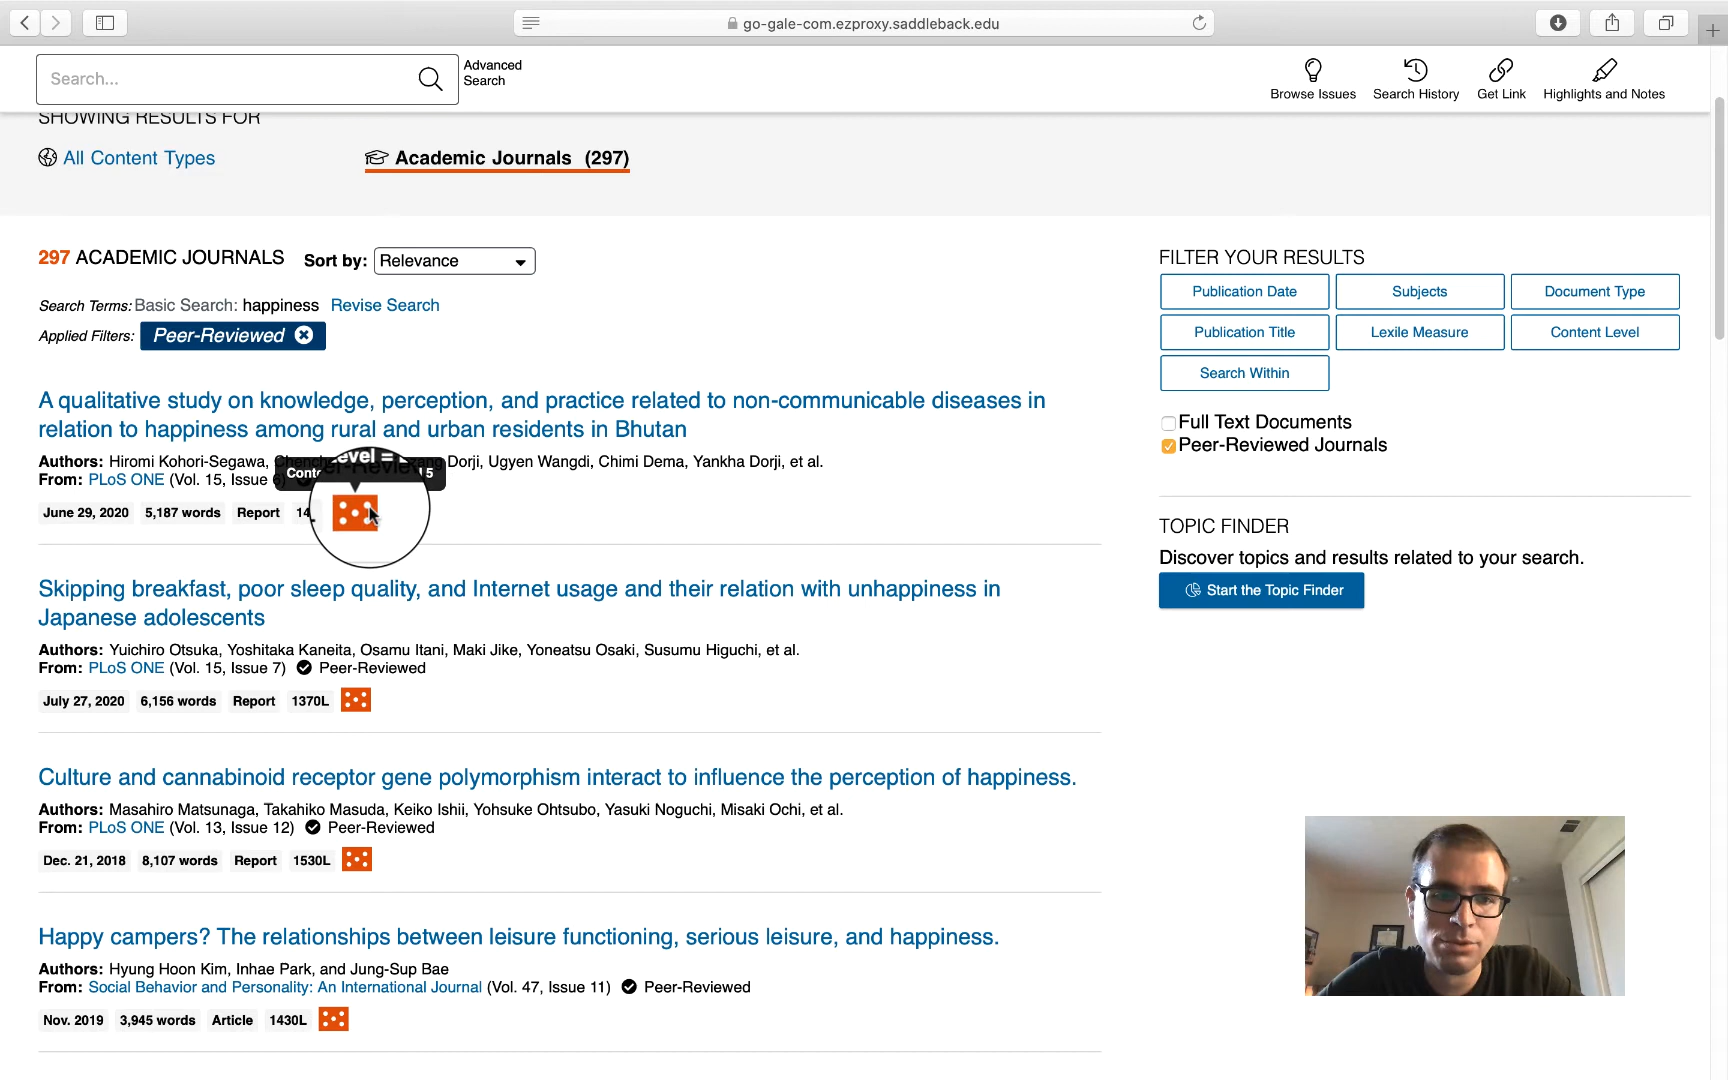 go-gale-com.ezproxy.saddleback.edu
Search...
Advanced
Search
Browse Issues
Search History
Get Link
Highlights and Notes
SHOWING RESULTS FOR
All Content Types
Academic Journals (297)
297 ACADEMIC JOURNALS
Sort by: Relevance
Search Terms: Basic Search: happiness Revise Search
Applied Filters: Peer-Reviewed
A qualitative study on knowledge, perception, and practice related to non-communicable diseases in
relation to happiness among rural and urban residents in Bhutan
Authors: Hiromi Kohori-Segawa, Dorji, Ugyen Wangdi, Chimi Dema, Yankha Dorji, et al.
From: PLoS ONE (Vol. 15, Issue
June 29, 2020 5,187 words Report
Skipping breakfast, poor sleep quality, and Internet usage and their relation with unhappiness in
Japanese adolescents
Authors: Yuichiro Otsuka, Yoshitaka Kaneita, Osamu Itani, Maki Jike, Yoneatsu Osaki, Susumu Higuchi, et al.
From: PLoS ONE (Vol. 15, Issue 7) Peer-Reviewed
July 27, 2020 6,156 words Report 1370L
Culture and cannabinoid receptor gene polymorphism interact to influence the perception of happiness.
Authors: Masahiro Matsunaga, Takahiko Masuda, Keiko Ishii, Yohsuke Ohtsubo, Yasuki Noguchi, Misaki Ochi, et al.
From: PLoS ONE (Vol. 13, Issue 12) Peer-Reviewed
Dec. 21, 2018 8,107 words Report 1530L
Happy campers? The relationships between leisure functioning, serious leisure, and happiness.
Authors: Hyung Hoon Kim, Inhae Park, and Jung-Sup Bae
From: Social Behavior and Personality: An International Journal (Vol. 47, Issue 11) Peer-Reviewed
Nov. 2019 3,945 words Article 1430L
FILTER YOUR RESULTS
Publication Date
Subjects
Document Type
Publication Title
Lexile Measure
Content Level
Search Within
Full Text Documents
Peer-Reviewed Journals
TOPIC FINDER
Discover topics and results related to your search.
Start the Topic Finder